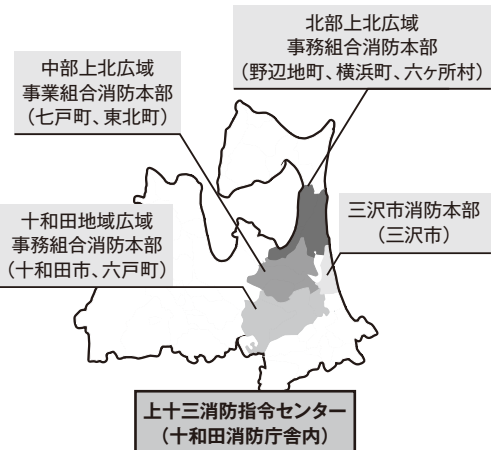 北部上北広域
事務組合消防本部
（野辺地町、横浜町、六ヶ所村）
中部上北広域
事業組合消防本部
（七戸町、東北町）
三沢市消防本部
（三沢市）
十和田地域広域
事務組合消防本部
（十和田市、六戸町）
上十三消防指令センター
（十和田消防庁舎内）